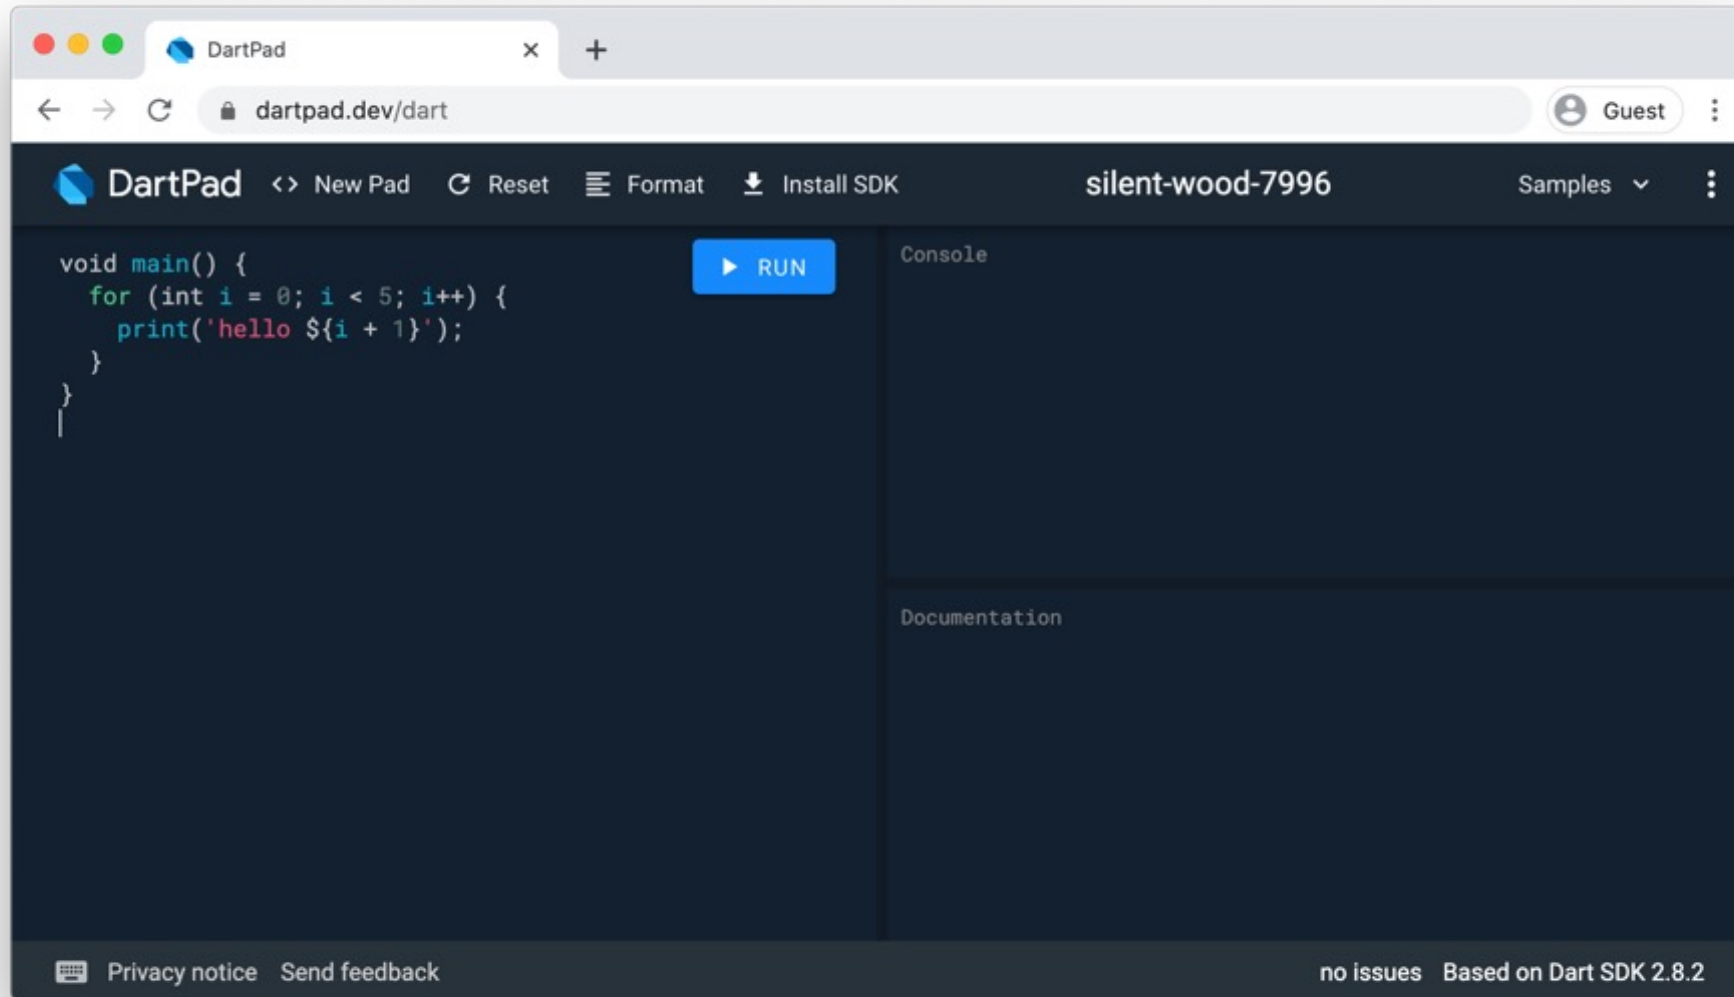 DartPad
dartpad.dev/dart
Guest
DartPad <> New Pad Reset Format Install SDK silent-wood-7996 Samples
void main() {
  for (int i = 0; i < 5; i++) {
    print('hello ${i + 1}');
  }
}
RUN
Console
Documentation
Privacy notice Send feedback
no issues Based on Dart SDK 2.8.2